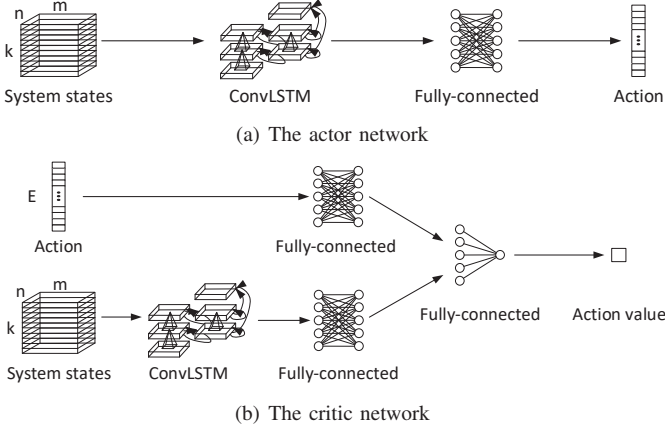 n m
k
System states ConvLSTM Fully-connected Action
(a) The actor network
E
Action Fully-connected
n m
k
Fully-connected Action value
System states ConvLSTM Fully-connected
(b) The critic network